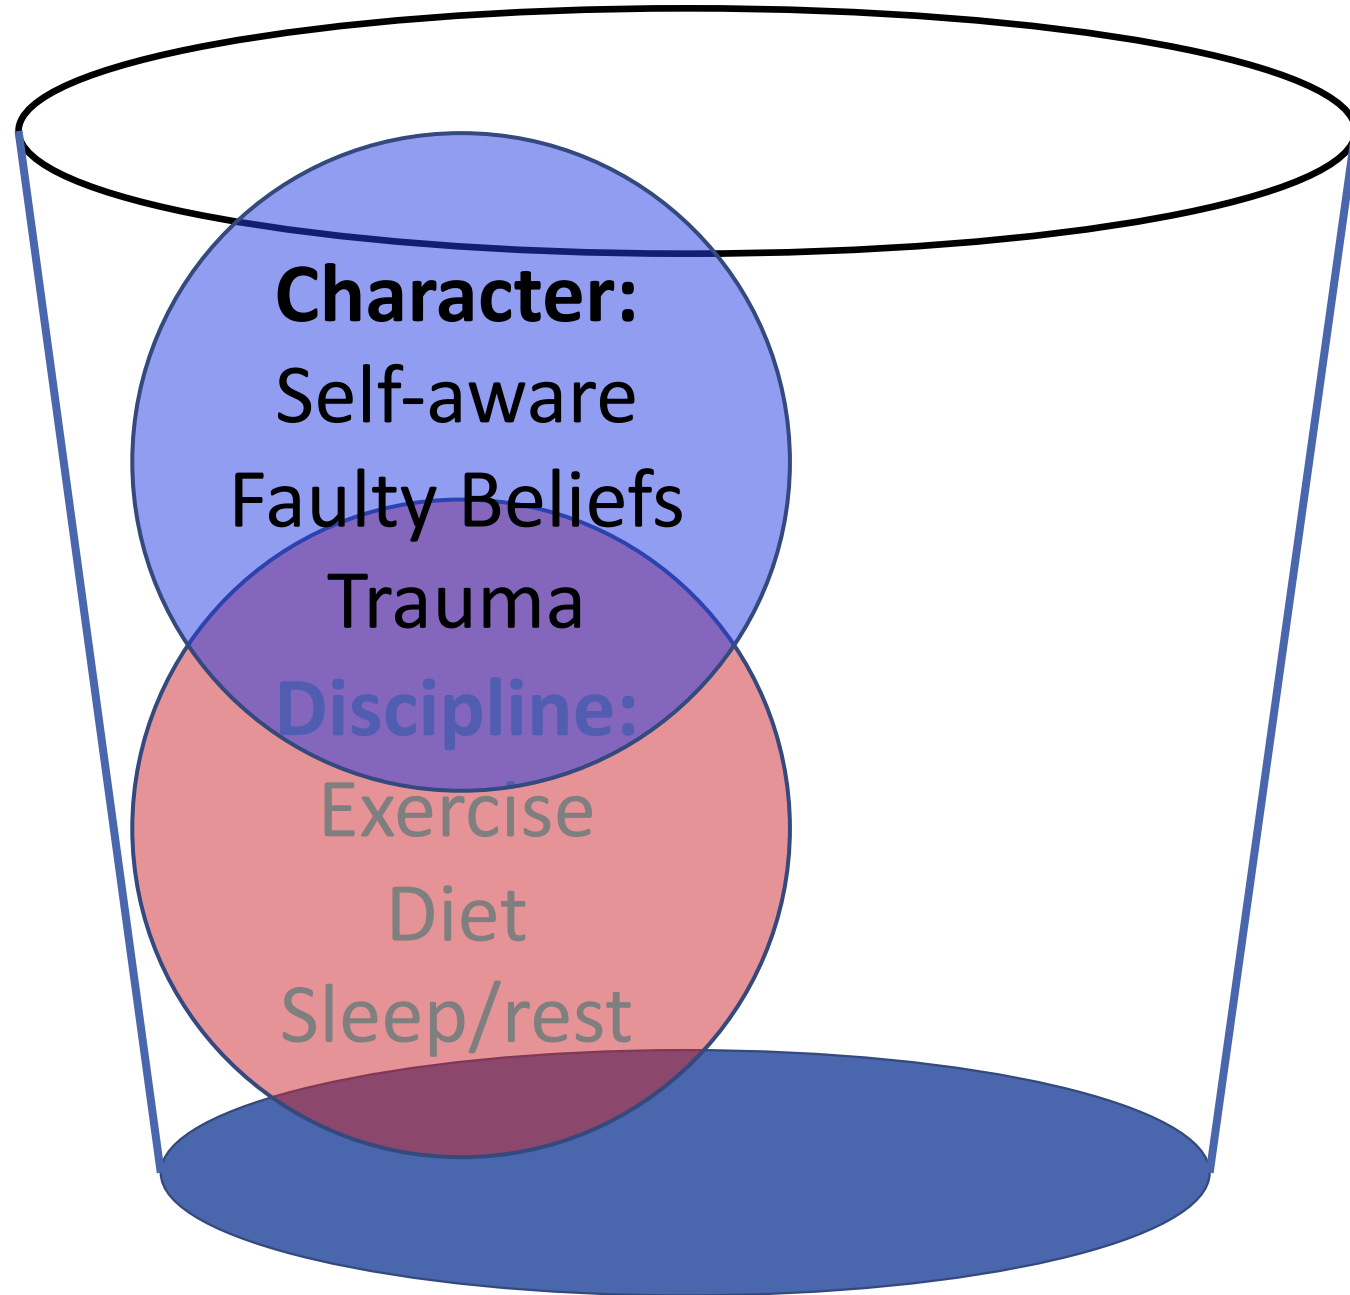 Character:
Self-aware
Faulty Beliefs
Trauma
Discipline:
Exercise
Diet
Sleep/rest